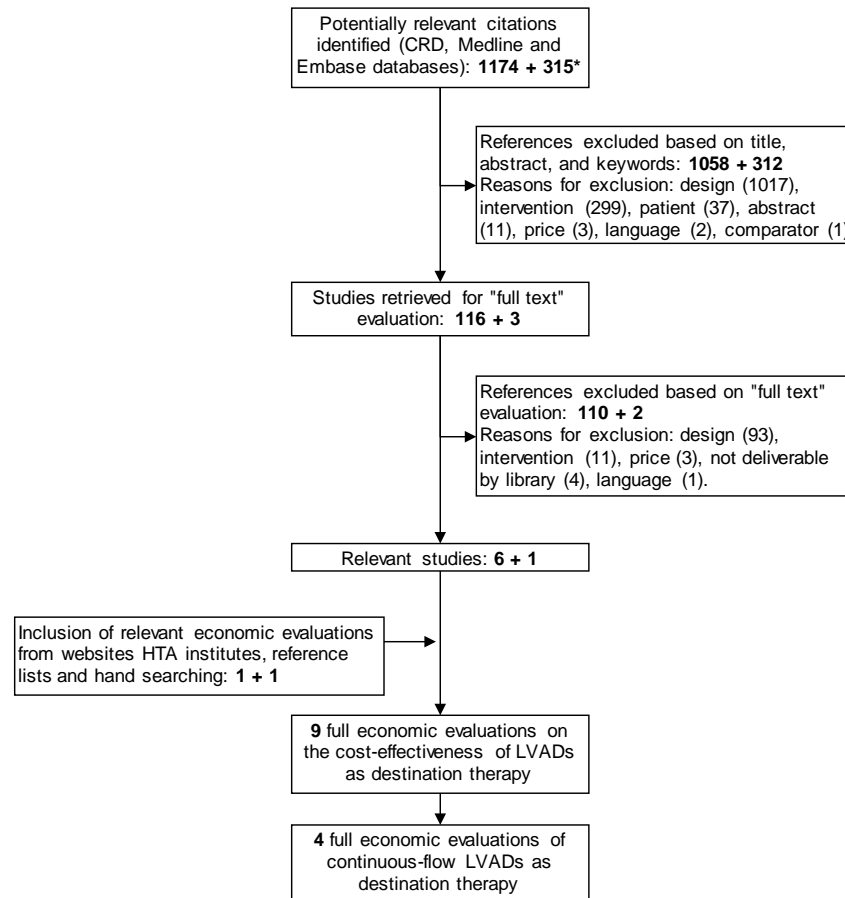 Potentially relevant citations
identified (CRD, Medline and
Embase databases): 1174 + 315*
References excluded based on title,
abstract, and keywords: 1058 + 312
Reasons for exclusion: design (1017),
intervention (299), patient (37), abstract
(11), price (3), language (2), comparator (1)
Studies retrieved for "full text"
evaluation: 116 + 3
References excluded based on "full text"
evaluation: 110 + 2
Reasons for exclusion: design (93),
intervention (11), price (3), not deliverable
by library (4), language (1).
Relevant studies: 6 + 1
Inclusion of relevant economic evaluations
from websites HTA institutes, reference
lists and hand searching: 1 + 1
9 full economic evaluations on
the cost-effectiveness of LVADs
as destination therapy
4 full economic evaluations of
continuous-flow LVADs as
destination therapy